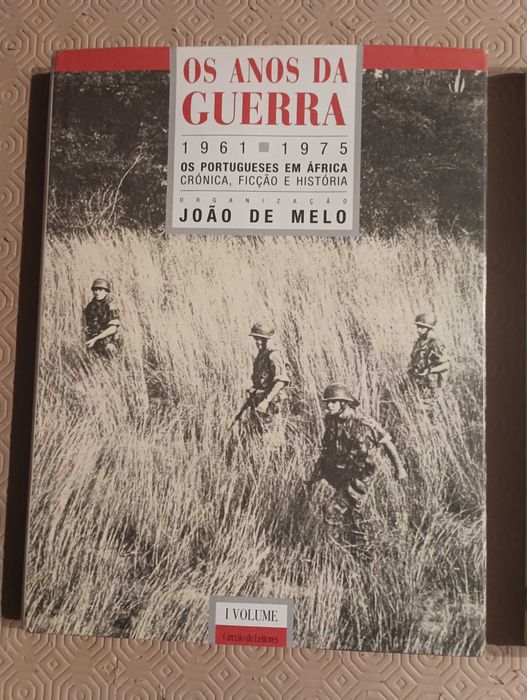 OS ANOS DA
GUERRA
1961 ■ 1975
OS PORTUGUESES EM ÁFRICA
CRÓNICA, FICÇÃO E HISTÓRIA
ORGANIZAÇÃO
JOÃO DE MELO
I VOLUME
Círculo de Leitores